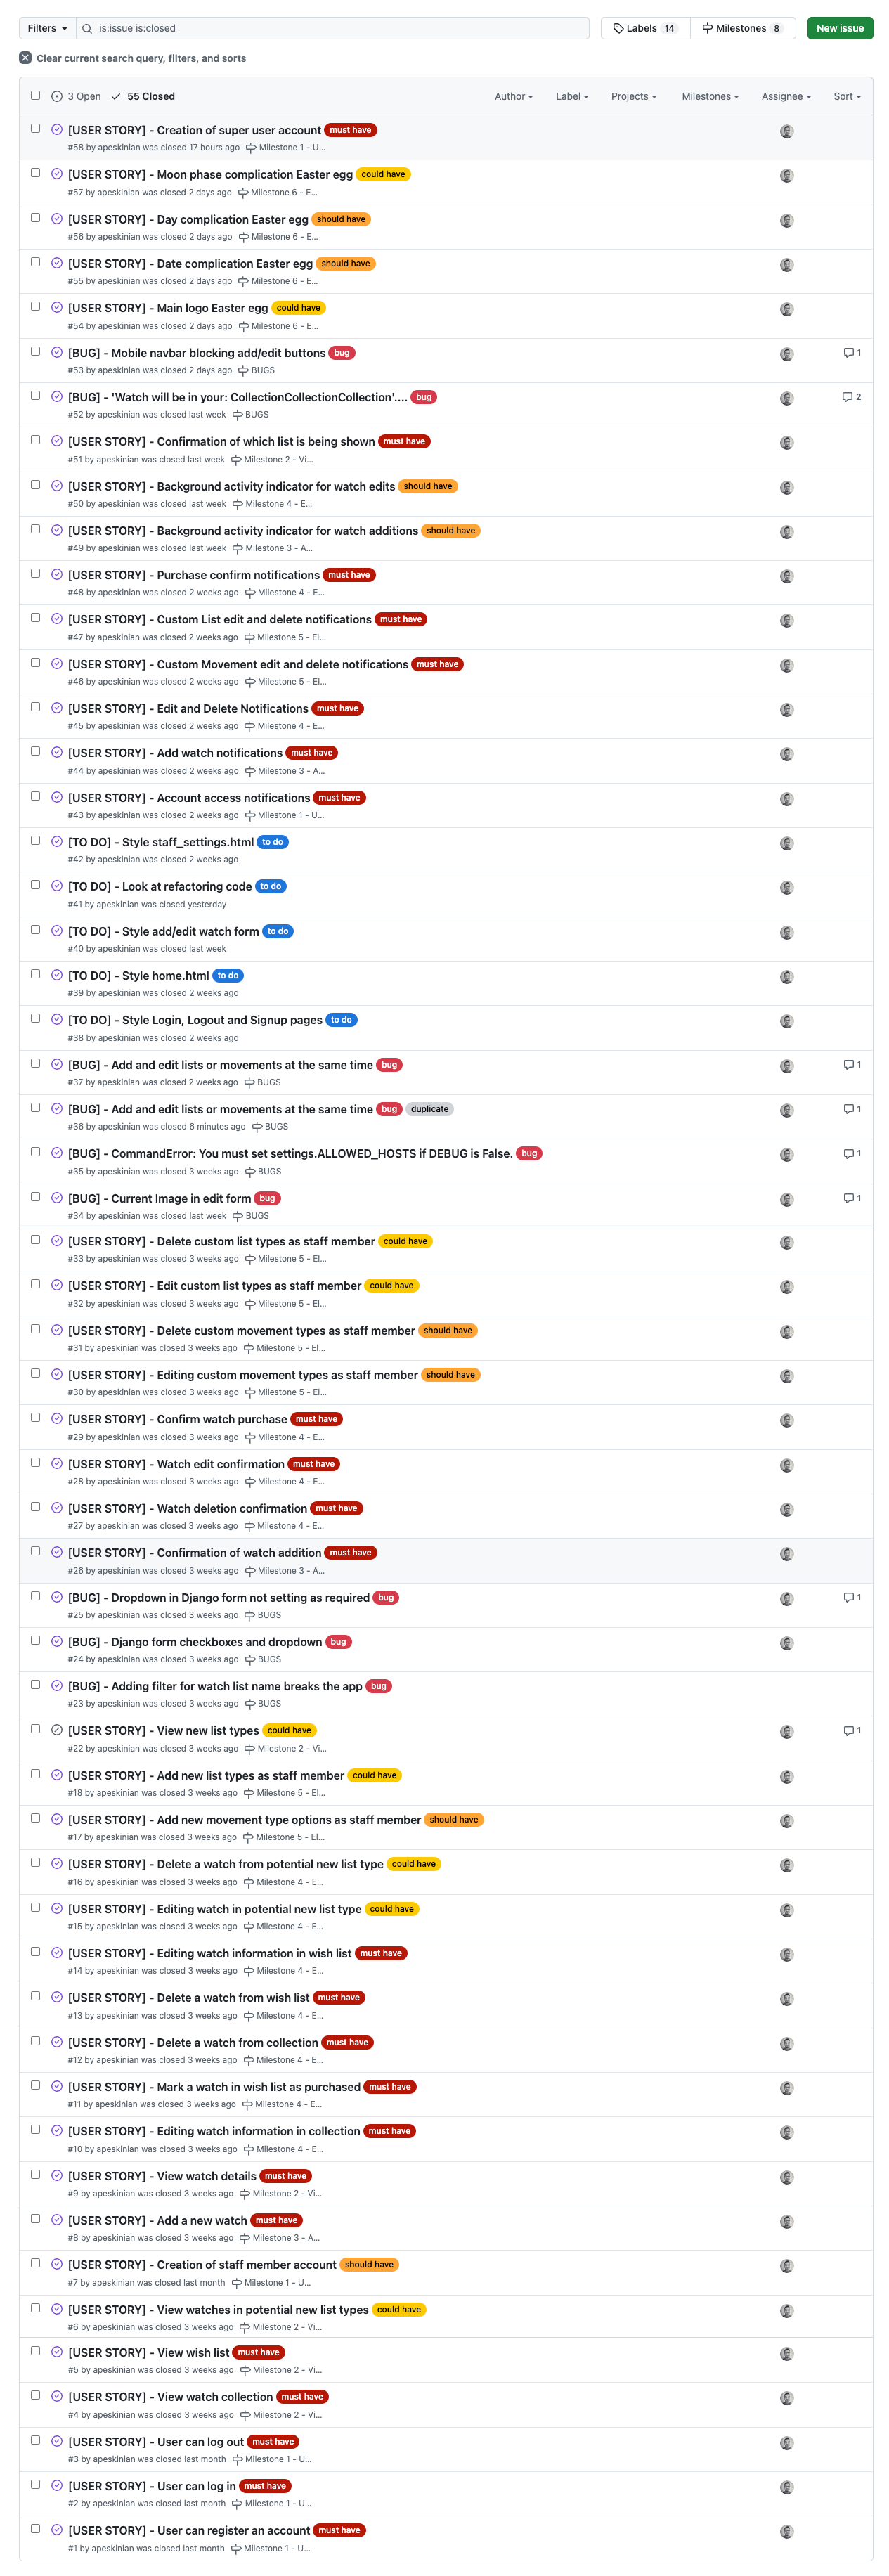 Filters is:issue is:closed Labels 14 Milestones 8 New issue
Clear current search query, filters, and sorts
3 Open 55 Closed Author Label Projects Milestones Assignee Sort
[USER STORY] - Creation of super user account must have
#58 by apeskinian was closed 17 hours ago Milestone 1 - U...
[USER STORY] - Moon phase complication Easter egg could have
#57 by apeskinian was closed 2 days ago Milestone 6 - E...
[USER STORY] - Day complication Easter egg should have
#56 by apeskinian was closed 2 days ago Milestone 6 - E...
[USER STORY] - Date complication Easter egg should have
#55 by apeskinian was closed 2 days ago Milestone 6 - E...
[USER STORY] - Main logo Easter egg could have
#54 by apeskinian was closed 2 days ago Milestone 6 - E...
[BUG] - Mobile navbar blocking add/edit buttons bug 1
#53 by apeskinian was closed 2 days ago BUGS
[BUG] - 'Watch will be in your: CollectionCollectionCollection'.... bug 2
#52 by apeskinian was closed last week BUGS
[USER STORY] - Confirmation of which list is being shown must have
#51 by apeskinian was closed last week Milestone 2 - Vi...
[USER STORY] - Background activity indicator for watch edits should have
#50 by apeskinian was closed last week Milestone 4 - E...
[USER STORY] - Background activity indicator for watch additions should have
#49 by apeskinian was closed last week Milestone 3 - A...
[USER STORY] - Purchase confirm notifications must have
#48 by apeskinian was closed 2 weeks ago Milestone 4 - E...
[USER STORY] - Custom List edit and delete notifications must have
#47 by apeskinian was closed 2 weeks ago Milestone 5 - El...
[USER STORY] - Custom Movement edit and delete notifications must have
#46 by apeskinian was closed 2 weeks ago Milestone 5 - El...
[USER STORY] - Edit and Delete Notifications must have
#45 by apeskinian was closed 2 weeks ago Milestone 4 - E...
[USER STORY] - Add watch notifications must have
#44 by apeskinian was closed 2 weeks ago Milestone 3 - A...
[USER STORY] - Account access notifications must have
#43 by apeskinian was closed 2 weeks ago Milestone 1 - U...
[TO DO] - Style staff_settings.html to do
#42 by apeskinian was closed 2 weeks ago
[TO DO] - Look at refactoring code to do
#41 by apeskinian was closed yesterday
[TO DO] - Style add/edit watch form to do
#40 by apeskinian was closed last week
[TO DO] - Style home.html to do
#39 by apeskinian was closed 2 weeks ago
[TO DO] - Style Login, Logout and Signup pages to do
#38 by apeskinian was closed 2 weeks ago
[BUG] - Add and edit lists or movements at the same time bug 1
#37 by apeskinian was closed 2 weeks ago BUGS
[BUG] - Add and edit lists or movements at the same time bug duplicate 1
#36 by apeskinian was closed 6 minutes ago BUGS
[BUG] - CommandError: You must set settings.ALLOWED_HOSTS if DEBUG is False. bug 1
#35 by apeskinian was closed 3 weeks ago BUGS
[BUG] - Current Image in edit form bug 1
#34 by apeskinian was closed last week BUGS
[USER STORY] - Delete custom list types as staff member could have
#33 by apeskinian was closed 3 weeks ago Milestone 5 - El...
[USER STORY] - Edit custom list types as staff member could have
#32 by apeskinian was closed 3 weeks ago Milestone 5 - El...
[USER STORY] - Delete custom movement types as staff member should have
#31 by apeskinian was closed 3 weeks ago Milestone 5 - El...
[USER STORY] - Editing custom movement types as staff member should have
#30 by apeskinian was closed 3 weeks ago Milestone 5 - El...
[USER STORY] - Confirm watch purchase must have
#29 by apeskinian was closed 3 weeks ago Milestone 4 - E...
[USER STORY] - Watch edit confirmation must have
#28 by apeskinian was closed 3 weeks ago Milestone 4 - E...
[USER STORY] - Watch deletion confirmation must have
#27 by apeskinian was closed 3 weeks ago Milestone 4 - E...
[USER STORY] - Confirmation of watch addition must have
#26 by apeskinian was closed 3 weeks ago Milestone 3 - A...
[BUG] - Dropdown in Django form not setting as required bug 1
#25 by apeskinian was closed 3 weeks ago BUGS
[BUG] - Django form checkboxes and dropdown bug
#24 by apeskinian was closed 3 weeks ago BUGS
[BUG] - Adding filter for watch list name breaks the app bug
#23 by apeskinian was closed 3 weeks ago BUGS
[USER STORY] - View new list types could have 1
#22 by apeskinian was closed 3 weeks ago Milestone 2 - Vi...
[USER STORY] - Add new list types as staff member could have
#18 by apeskinian was closed 3 weeks ago Milestone 5 - El...
[USER STORY] - Add new movement type options as staff member should have
#17 by apeskinian was closed 3 weeks ago Milestone 5 - El...
[USER STORY] - Delete a watch from potential new list type could have
#16 by apeskinian was closed 3 weeks ago Milestone 4 - E...
[USER STORY] - Editing watch in potential new list type could have
#15 by apeskinian was closed 3 weeks ago Milestone 4 - E...
[USER STORY] - Editing watch information in wish list must have
#14 by apeskinian was closed 3 weeks ago Milestone 4 - E...
[USER STORY] - Delete a watch from wish list must have
#13 by apeskinian was closed 3 weeks ago Milestone 4 - E...
[USER STORY] - Delete a watch from collection must have
#12 by apeskinian was closed 3 weeks ago Milestone 4 - E...
[USER STORY] - Mark a watch in wish list as purchased must have
#11 by apeskinian was closed 3 weeks ago Milestone 4 - E...
[USER STORY] - Editing watch information in collection must have
#10 by apeskinian was closed 3 weeks ago Milestone 4 - E...
[USER STORY] - View watch details must have
#9 by apeskinian was closed 3 weeks ago Milestone 2 - Vi...
[USER STORY] - Add a new watch must have
#8 by apeskinian was closed 3 weeks ago Milestone 3 - A...
[USER STORY] - Creation of staff member account should have
#7 by apeskinian was closed last month Milestone 1 - U...
[USER STORY] - View watches in potential new list types could have
#6 by apeskinian was closed 3 weeks ago Milestone 2 - Vi...
[USER STORY] - View wish list must have
#5 by apeskinian was closed 3 weeks ago Milestone 2 - Vi...
[USER STORY] - View watch collection must have
#4 by apeskinian was closed 3 weeks ago Milestone 2 - Vi...
[USER STORY] - User can log out must have
#3 by apeskinian was closed last month Milestone 1 - U...
[USER STORY] - User can log in must have
#2 by apeskinian was closed last month Milestone 1 - U...
[USER STORY] - User can register an account must have
#1 by apeskinian was closed last month Milestone 1 - U...